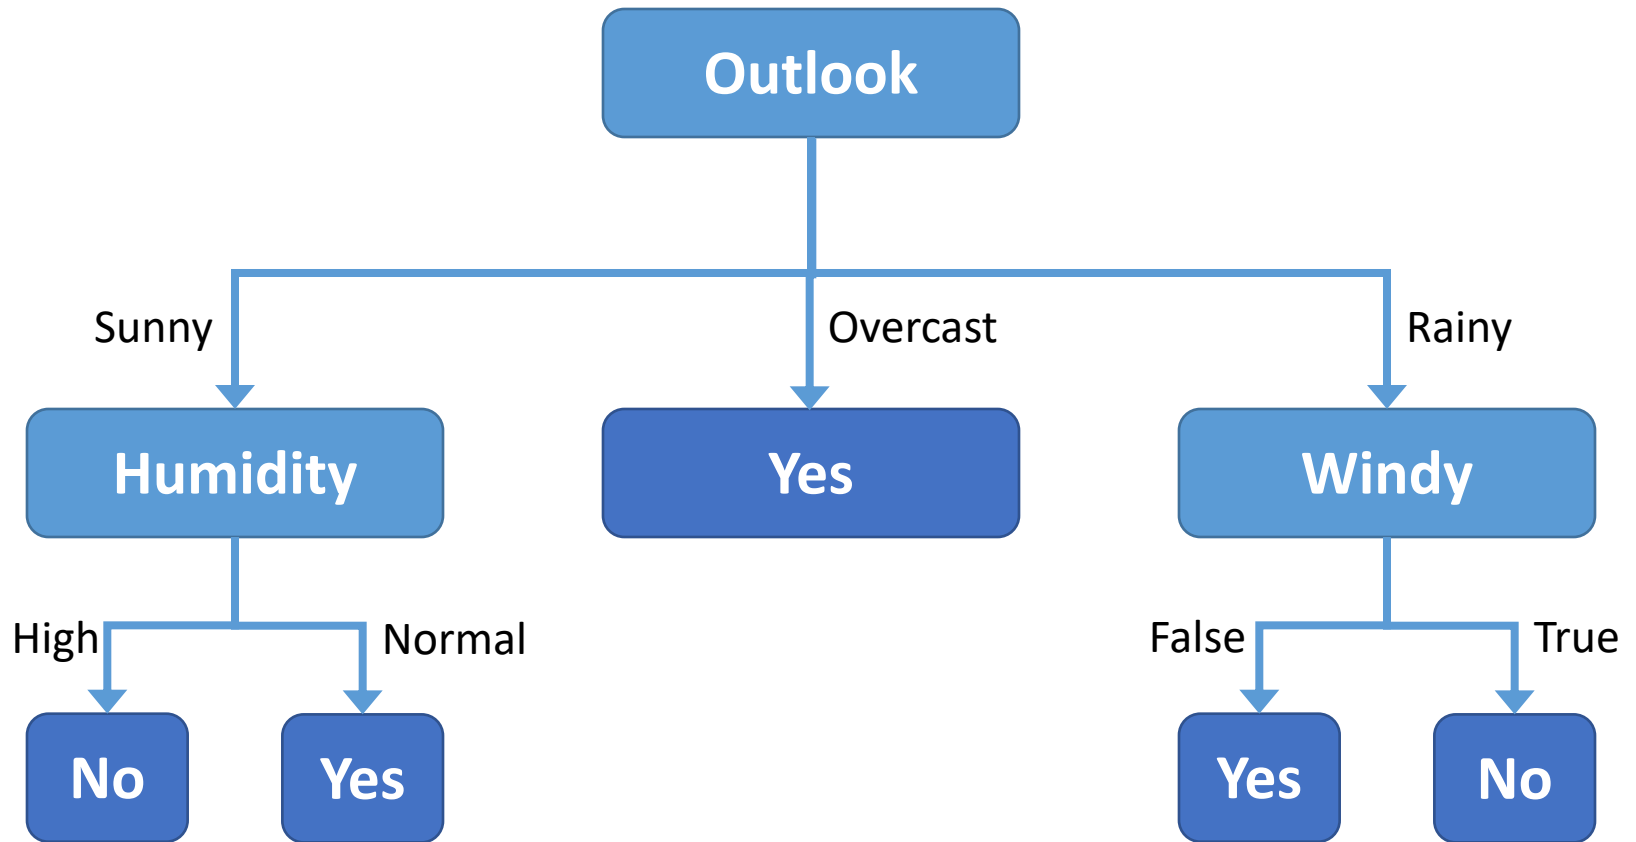 Outlook
Sunny
Overcast
Rainy
Humidity
Yes
Windy
High
Normal
False
True
No
Yes
Yes
No